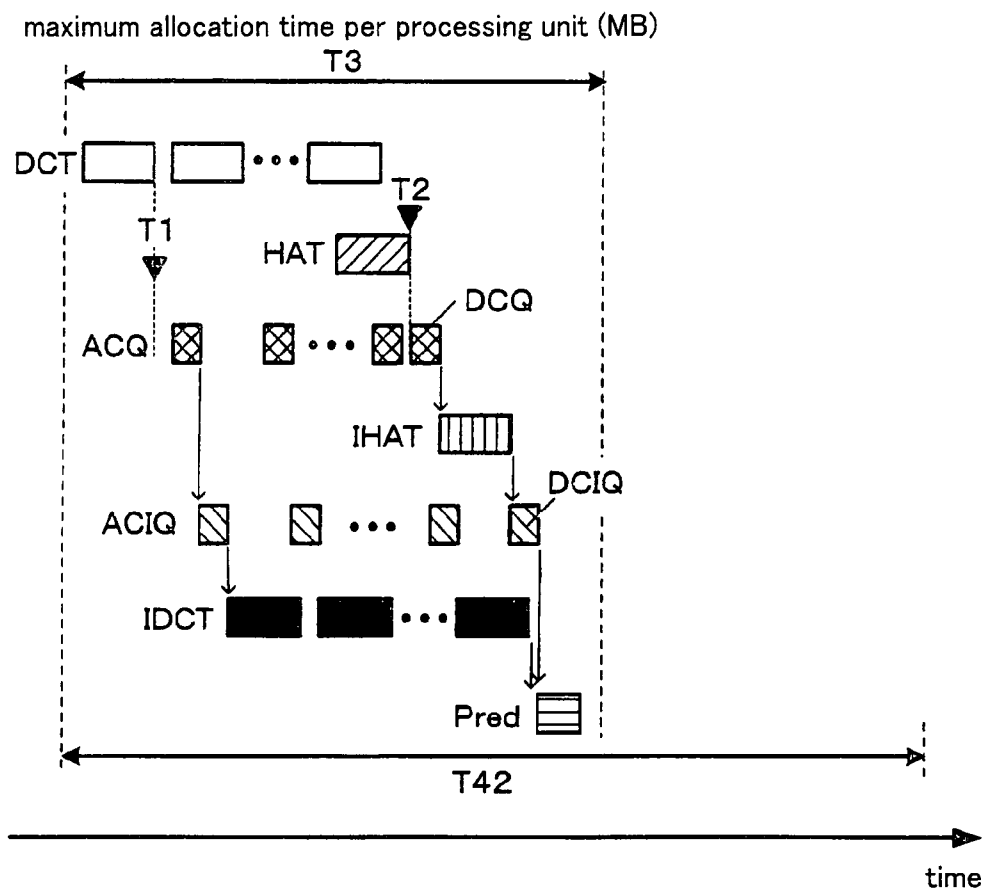 maximum allocation time per processing unit (MB)
T3
DCT
T2
T1
HAT
DCQ
ACQ
IHAT
DCIQ
ACIQ
IDCT
Pred
T42
time